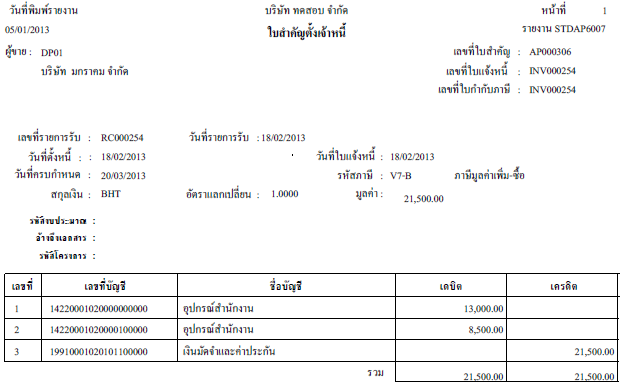 วันที่พิมพ์รายงาน บริษัท ทดสอบ จำกัด หน้าที่ 1
05/01/2013 ใบสำคัญตั้งเจ้าหนี้ รายงาน STDAP6007
ผู้ขาย : DP01 เลขที่ใบสำคัญ : AP000306
บริษัท มกราคม จำกัด เลขที่ใบแจ้งหนี้ : INV000254
เลขที่ใบกำกับภาษี : INV000254
เลขที่รายการรับ : RC000254 วันที่รายการรับ :18/02/2013
วันที่ตั้งหนี้ : : 18/02/2013 วันที่ใบแจ้งหนี้ : 18/02/2013
วันที่ครบกำหนด : 20/03/2013 รหัสภาษี : V7-B ภาษีมูลค่าเพิ่ม-ซื้อ
สกุลเงิน : BHT อัตราแลกเปลี่ยน : 1.0000 มูลค่า : 21,500.00
รหัสงบประมาณ :
อ้างอิงเอกสาร :
รหัสโครงการ :
เลขที่ เลขที่บัญชี ชื่อบัญชี เดบิต เครดิต
1 14220001020000000000 อุปกรณ์สำนักงาน 13,000.00
2 14220001020000100000 อุปกรณ์สำนักงาน 8,500.00
3 19910001020101100000 เงินมัดจำและค่าประกัน 21,500.00
รวม 21,500.00 21,500.00